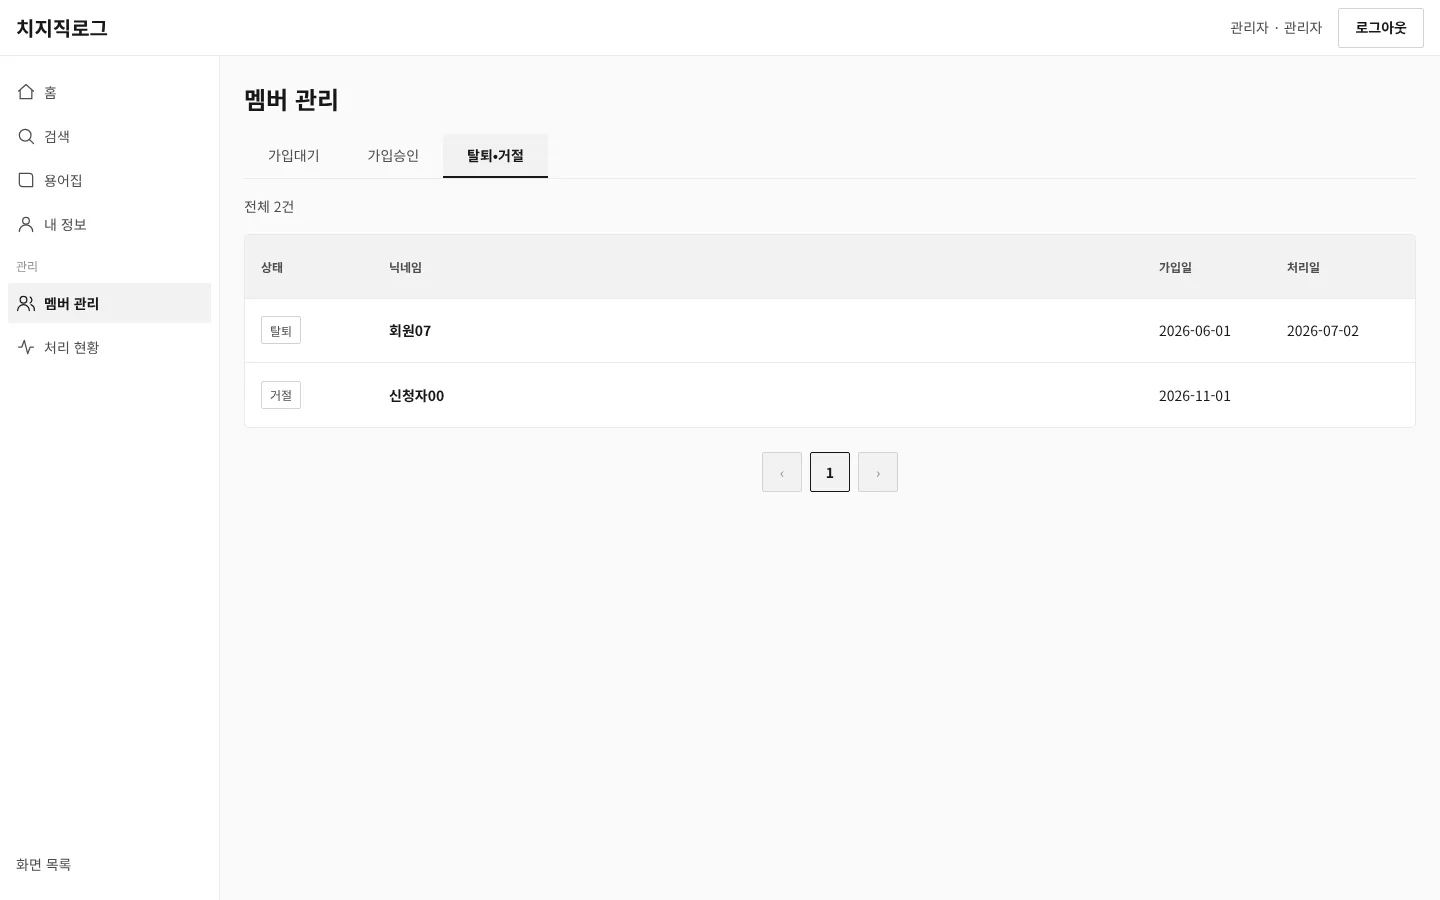 치지직로그
관리자 · 관리자
로그아웃
홈
검색
용어집
내 정보
관리
멤버 관리
처리 현황
화면 목록
멤버 관리
가입대기
가입승인
탈퇴•거절
전체 2건
상태 닉네임 가입일 처리일
탈퇴 회원07 2026-06-01 2026-07-02
거절 신청자00 2026-11-01
‹ 1 ›